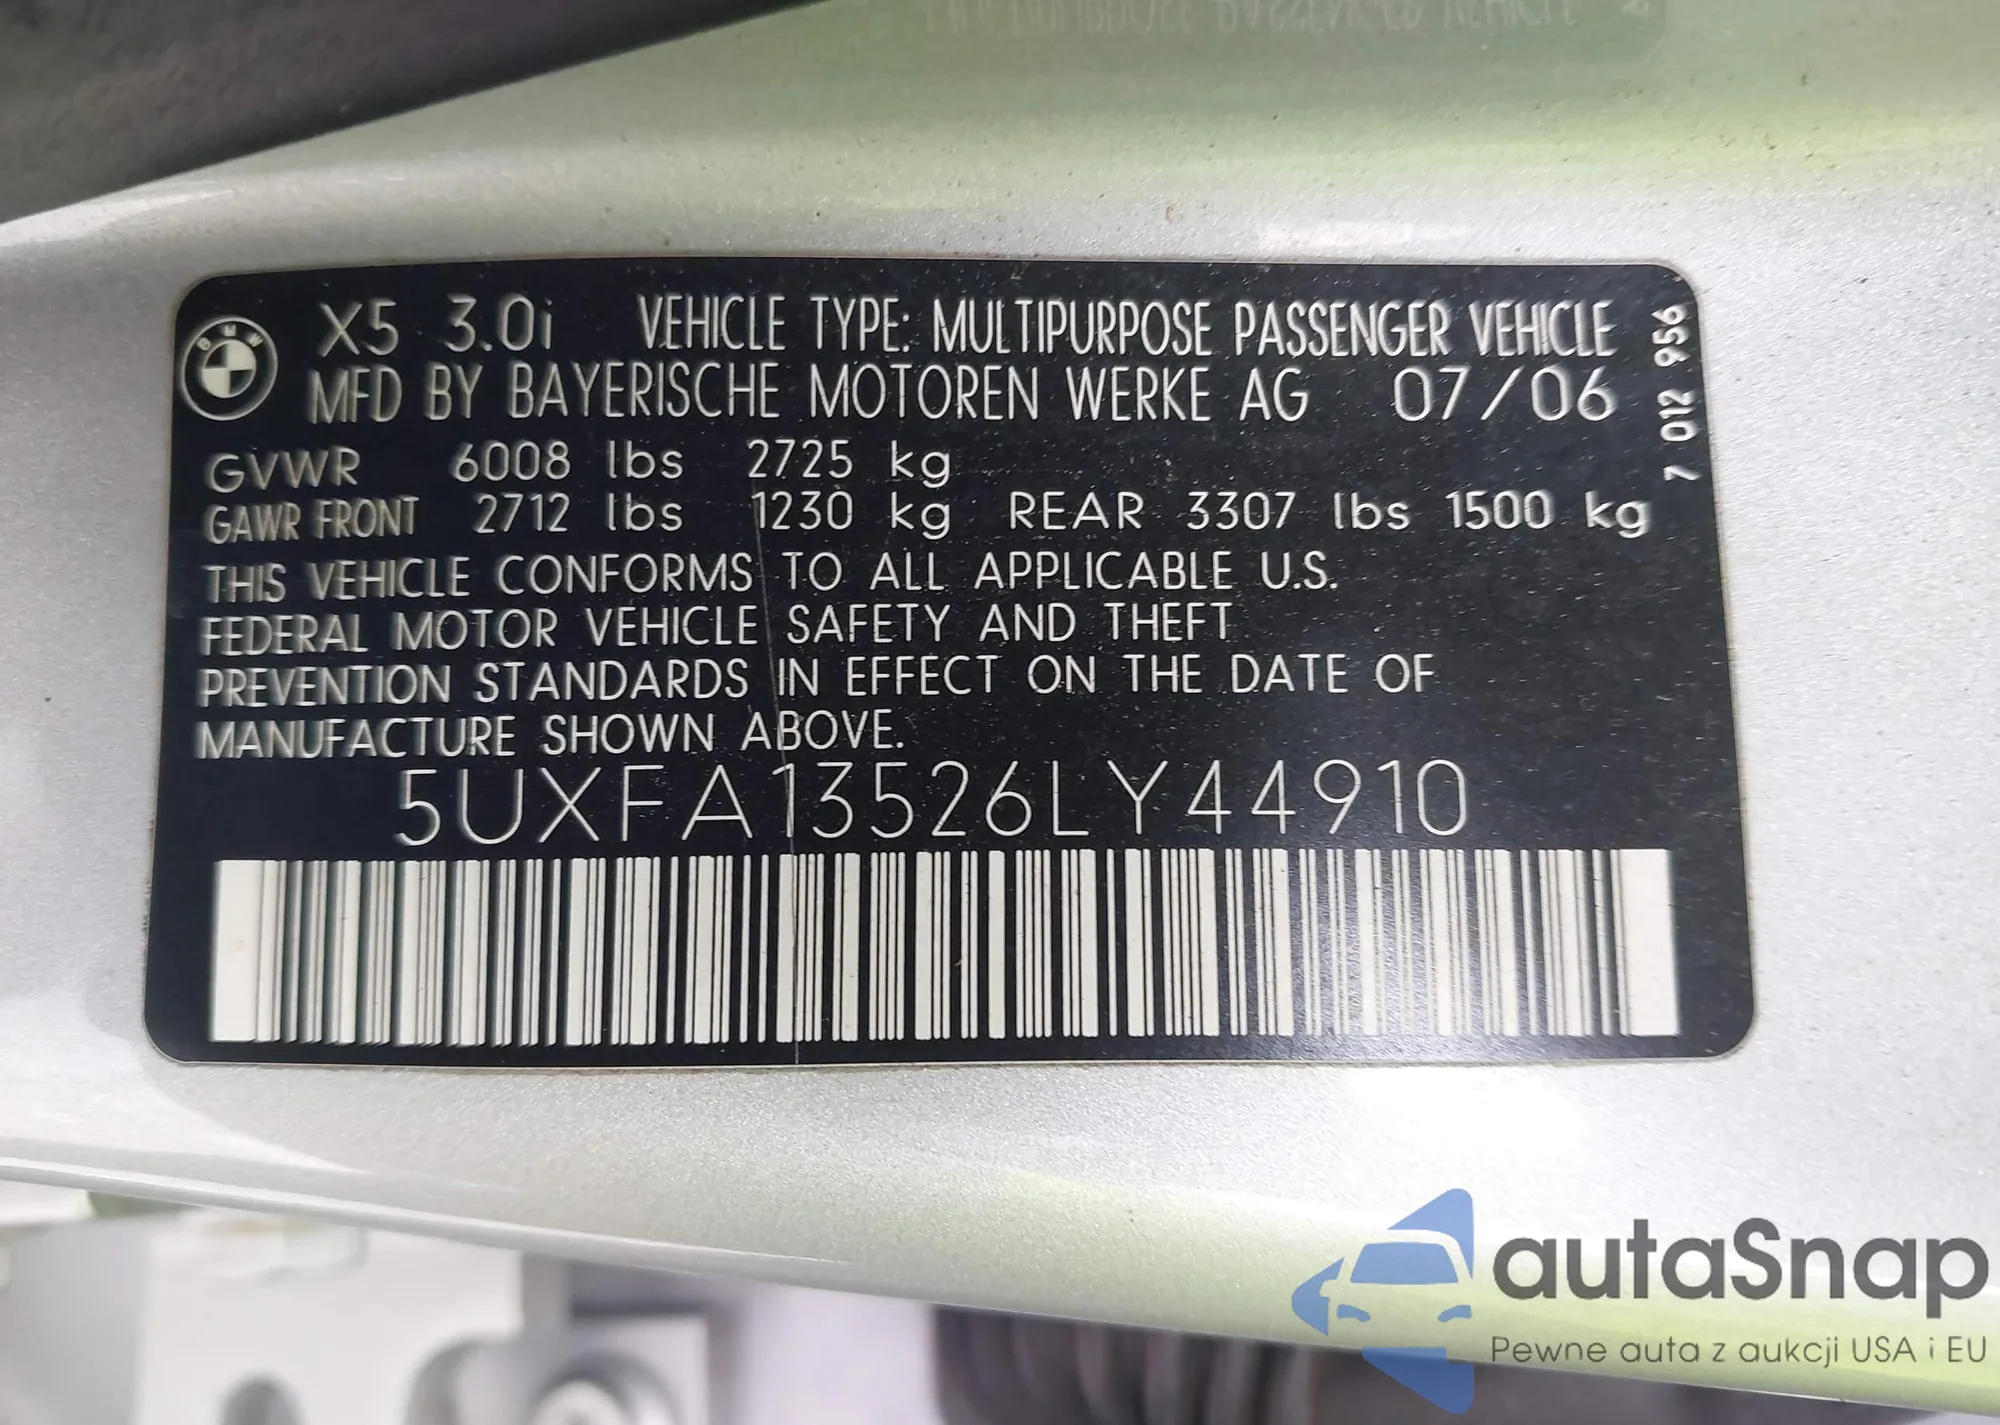 BMW
X5 3.0i VEHICLE TYPE: MULTIPURPOSE PASSENGER VEHICLE
MFD BY BAYERISCHE MOTOREN WERKE AG 07/06
7 012 956
GVWR 6008 lbs 2725 kg
GAWR FRONT 2712 lbs 1230 kg REAR 3307 lbs 1500 kg
THIS VEHICLE CONFORMS TO ALL APPLICABLE U.S.
FEDERAL MOTOR VEHICLE SAFETY AND THEFT
PREVENTION STANDARDS IN EFFECT ON THE DATE OF
MANUFACTURE SHOWN ABOVE.
5UXFA13526LY44910
autaSnap
Pewne auta z aukcji USA i EU